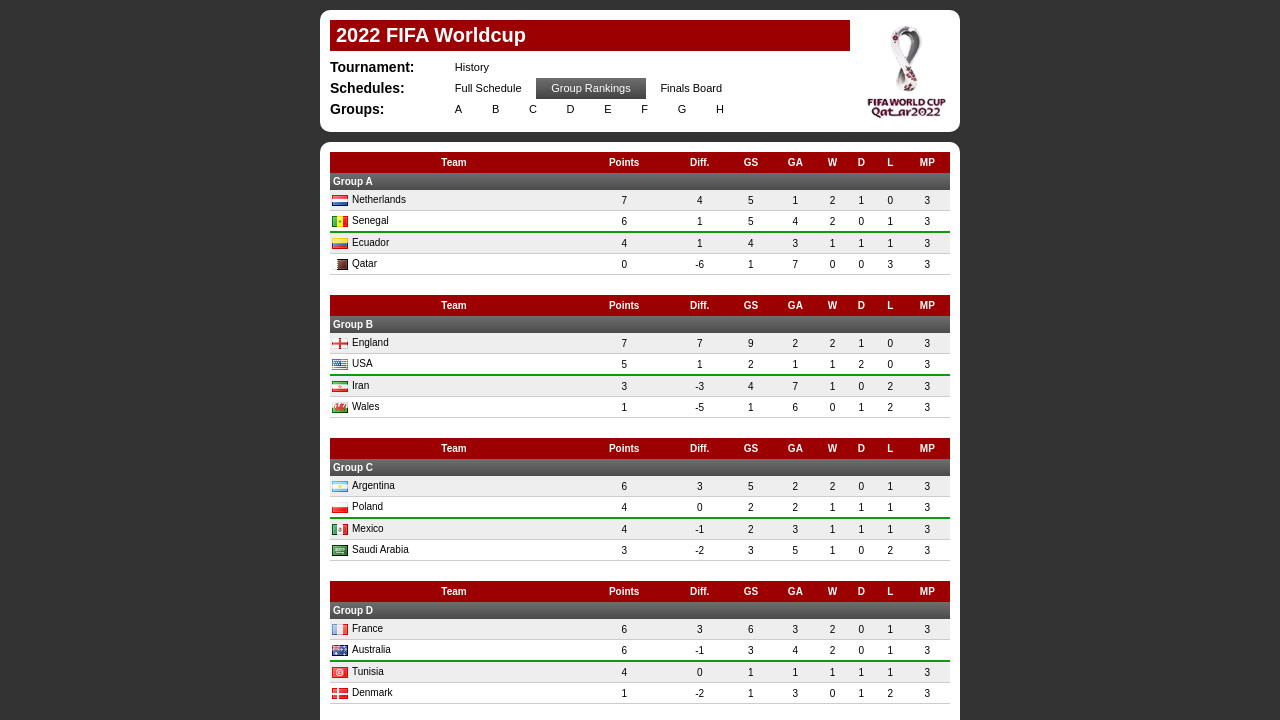 2022 FIFA Worldcup
Tournament: History
Schedules: Full Schedule Group Rankings Finals Board
Groups: A B C D E F G H
FIFA WORLD CUP
Qatar2022
Team Points Diff. GS GA W D L MP
Group A
Netherlands 7 4 5 1 2 1 0 3
Senegal 6 1 5 4 2 0 1 3
Ecuador 4 1 4 3 1 1 1 3
Qatar 0 -6 1 7 0 0 3 3
Team Points Diff. GS GA W D L MP
Group B
England 7 7 9 2 2 1 0 3
USA 5 1 2 1 1 2 0 3
Iran 3 -3 4 7 1 0 2 3
Wales 1 -5 1 6 0 1 2 3
Team Points Diff. GS GA W D L MP
Group C
Argentina 6 3 5 2 2 0 1 3
Poland 4 0 2 2 1 1 1 3
Mexico 4 -1 2 3 1 1 1 3
Saudi Arabia 3 -2 3 5 1 0 2 3
Team Points Diff. GS GA W D L MP
Group D
France 6 3 6 3 2 0 1 3
Australia 6 -1 3 4 2 0 1 3
Tunisia 4 0 1 1 1 1 1 3
Denmark 1 -2 1 3 0 1 2 3